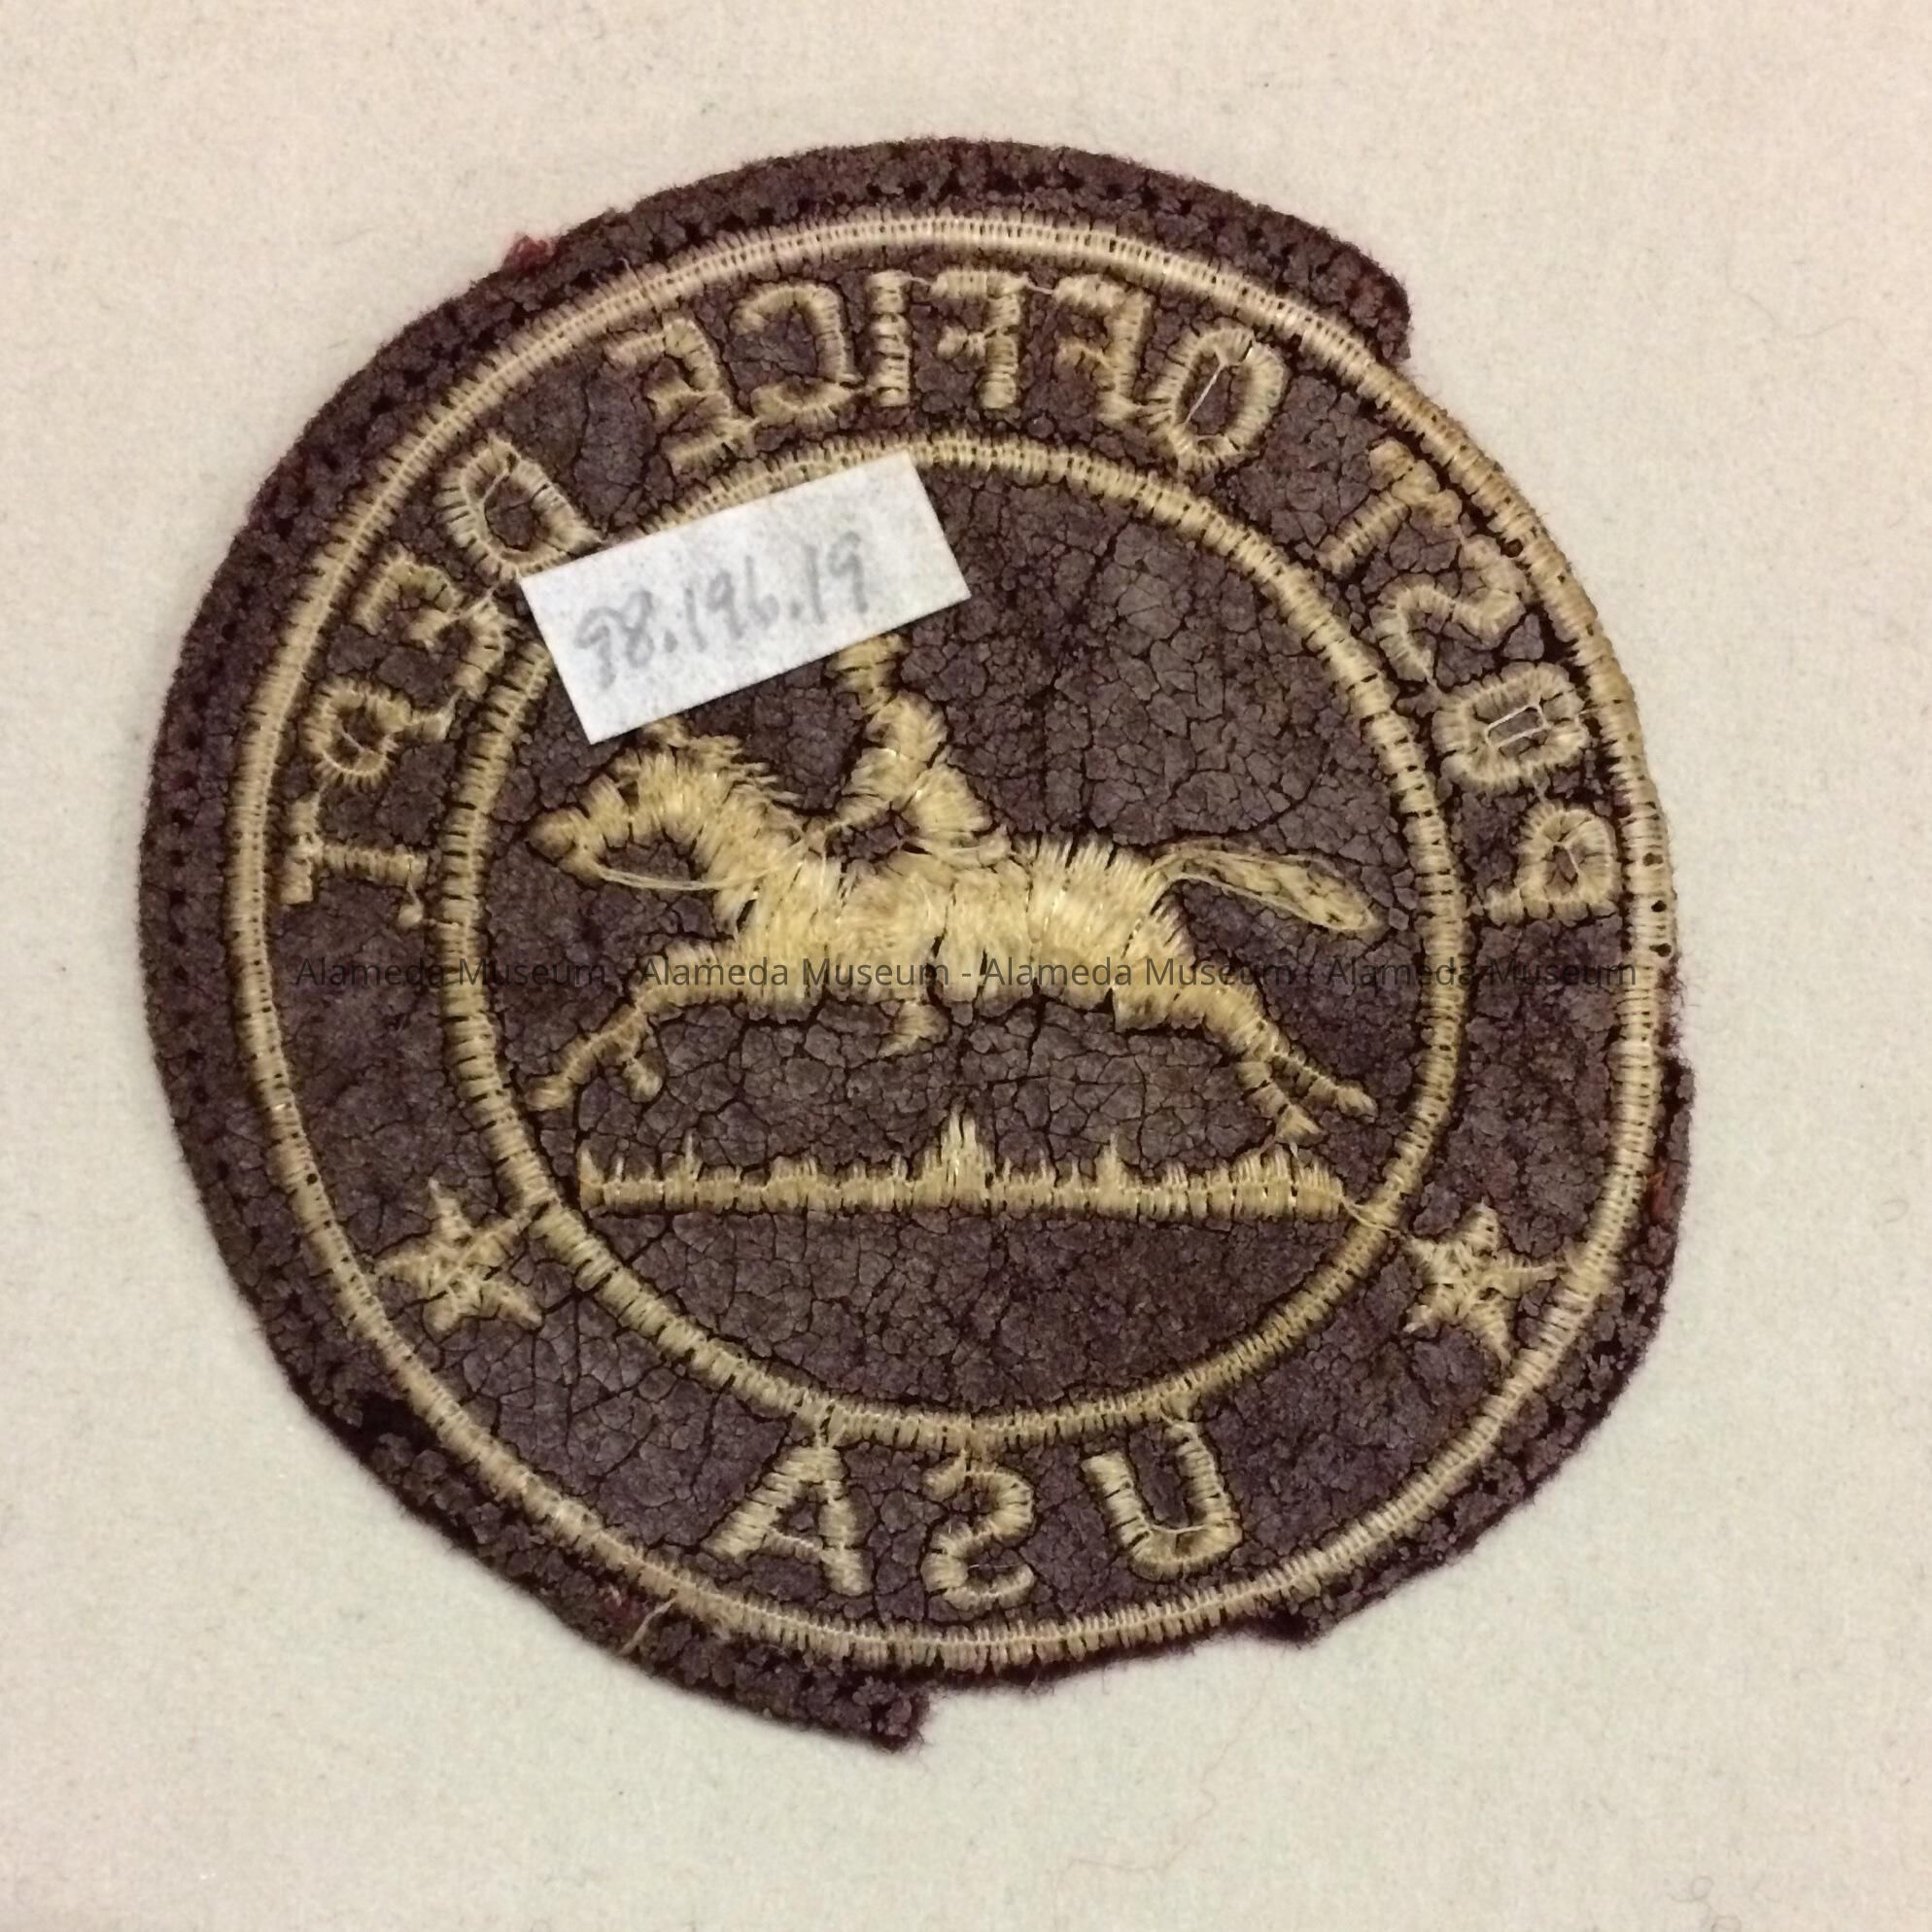 POST OFFICE DEPT.
98.196.19
Alameda Museum - Alameda Museum - Alameda Museum - Alameda Museum
USA